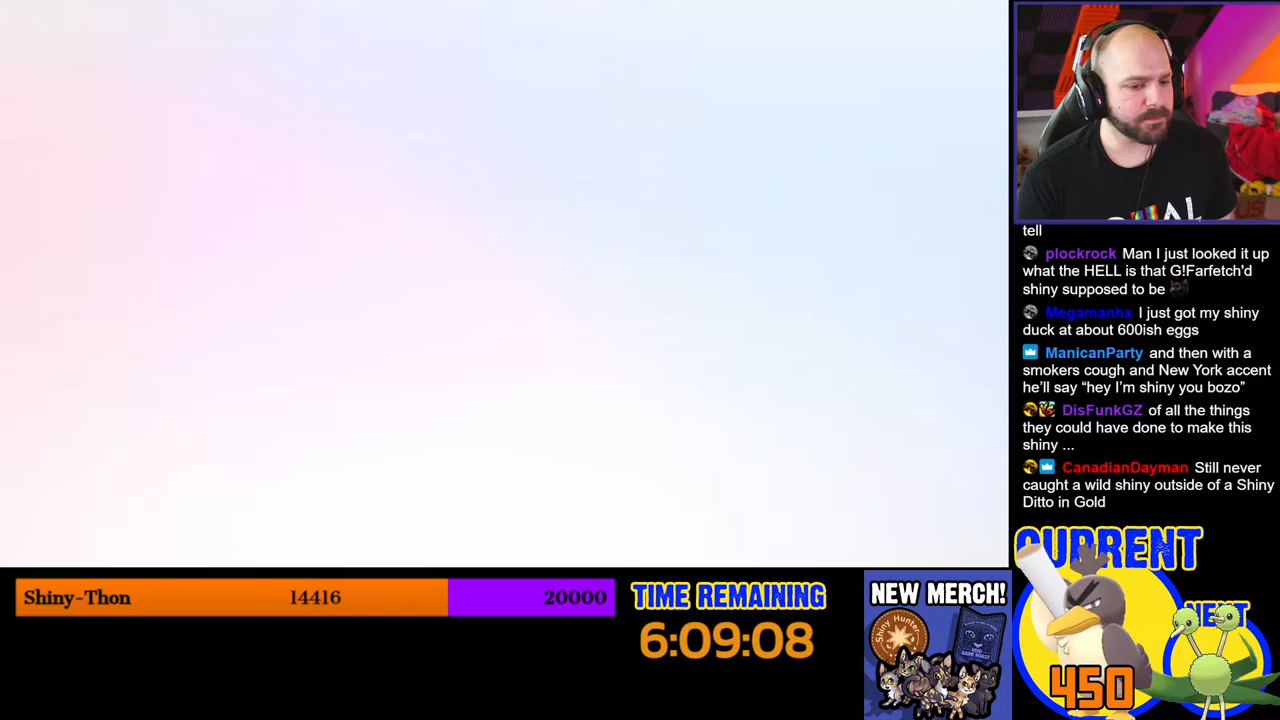 tell
plockrock Man I just looked it up
what the HELL is that G!Farfetch'd
shiny supposed to be
Megamanhx I just got my shiny
duck at about 600ish eggs
ManicanParty and then with a
smokers cough and New York accent
he'll say “hey I'm shiny you bozo”
DisFunkGZ of all the things
they could have done to make this
shiny ...
CanadianDayman Still never
caught a wild shiny outside of a Shiny
Ditto in Gold
CURRENT
NEXT
450
Shiny-Thon 14416 20000
TIME REMAINING
6:09:08
NEW MERCH!
Shiny Hunter